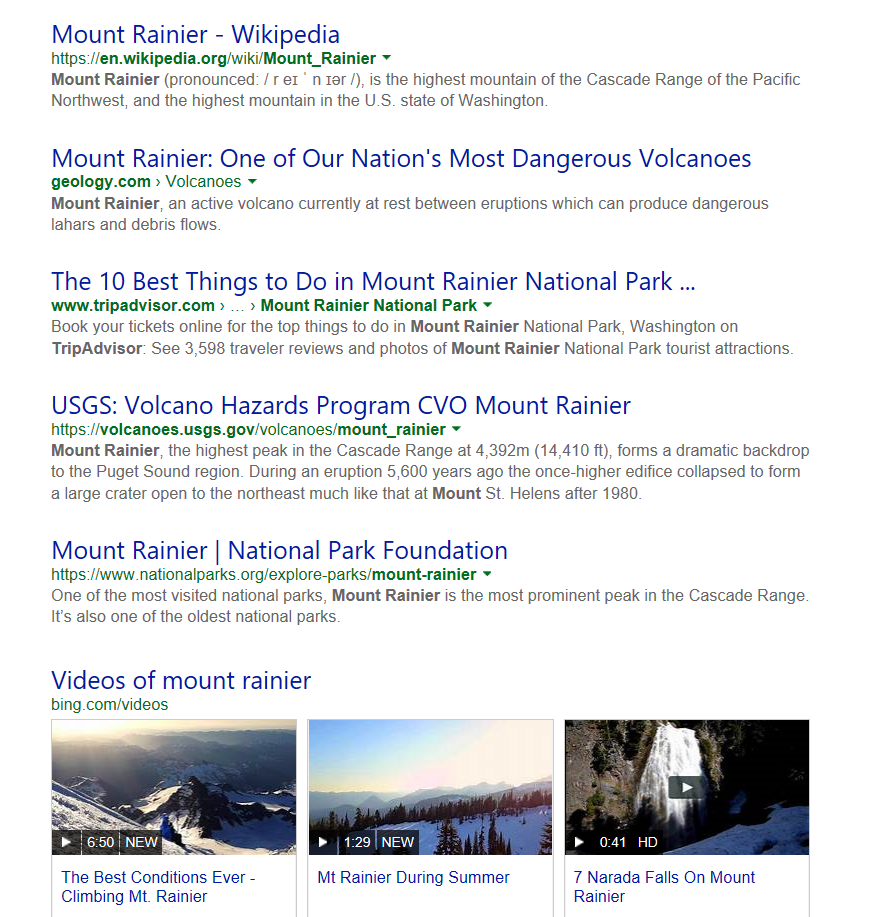 Mount Rainier - Wikipedia
https://en.wikipedia.org/wiki/Mount_Rainier
Mount Rainier (pronounced: / r eɪ ˈ n ɪər /), is the highest mountain of the Cascade Range of the Pacific
Northwest, and the highest mountain in the U.S. state of Washington.
Mount Rainier: One of Our Nation's Most Dangerous Volcanoes
geology.com › Volcanoes
Mount Rainier, an active volcano currently at rest between eruptions which can produce dangerous
lahars and debris flows.
The 10 Best Things to Do in Mount Rainier National Park ...
www.tripadvisor.com › ... › Mount Rainier National Park
Book your tickets online for the top things to do in Mount Rainier National Park, Washington on
TripAdvisor: See 3,598 traveler reviews and photos of Mount Rainier National Park tourist attractions.
USGS: Volcano Hazards Program CVO Mount Rainier
https://volcanoes.usgs.gov/volcanoes/mount_rainier
Mount Rainier, the highest peak in the Cascade Range at 4,392m (14,410 ft), forms a dramatic backdrop
to the Puget Sound region. During an eruption 5,600 years ago the once-higher edifice collapsed to form
a large crater open to the northeast much like that at Mount St. Helens after 1980.
Mount Rainier | National Park Foundation
https://www.nationalparks.org/explore-parks/mount-rainier
One of the most visited national parks, Mount Rainier is the most prominent peak in the Cascade Range.
It’s also one of the oldest national parks.
Videos of mount rainier
bing.com/videos
6:50 NEW
1:29 NEW
0:41 HD
The Best Conditions Ever -
Climbing Mt. Rainier
Mt Rainier During Summer
7 Narada Falls On Mount
Rainier